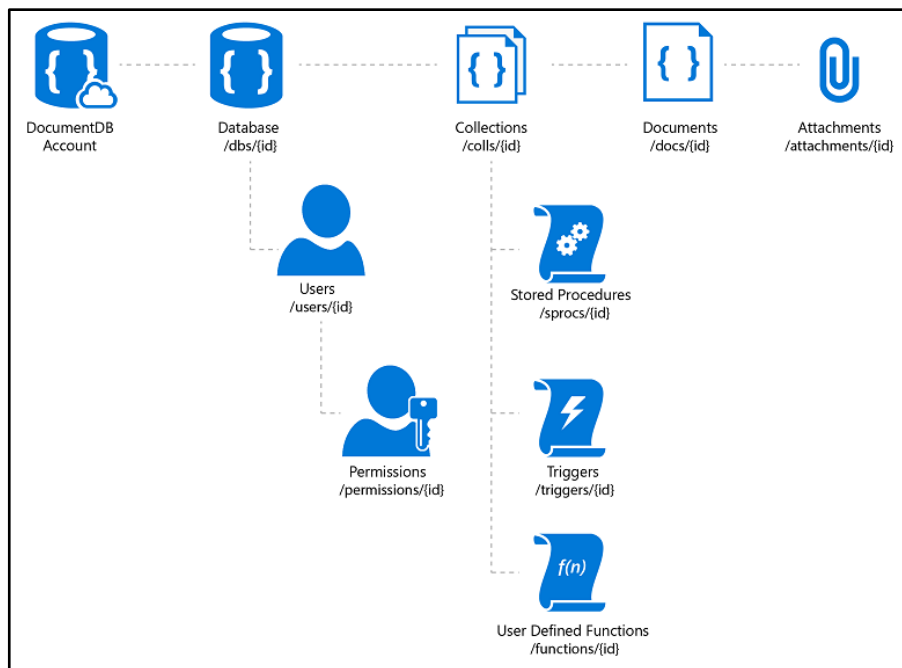 { }
{ }
{ }
{ }
DocumentDB
Account
Database
/dbs/{id}
Collections
/colls/{id}
Documents
/docs/{id}
Attachments
/attachments/{id}
Users
/users/{id}
Stored Procedures
/sprocs/{id}
Permissions
/permissions/{id}
Triggers
/triggers/{id}
f(n)
User Defined Functions
/functions/{id}